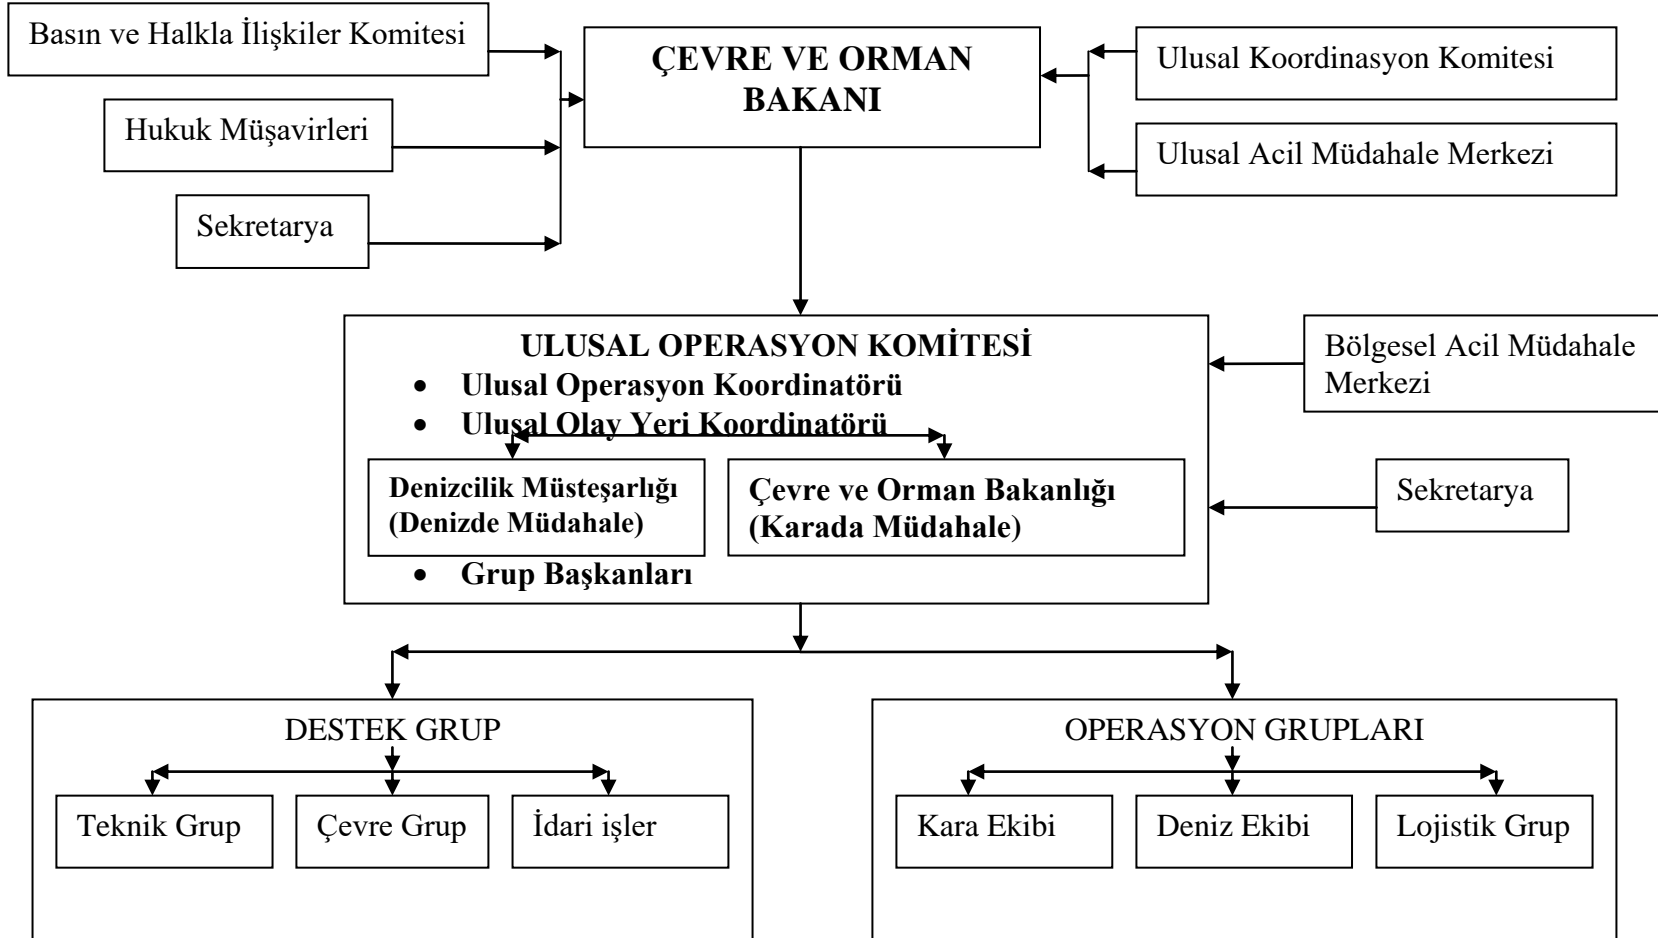 Basın ve Halkla İlişkiler Komitesi
Hukuk Müşavirleri
Sekretarya
ÇEVRE VE ORMAN
BAKANI
Ulusal Koordinasyon Komitesi
Ulusal Acil Müdahale Merkezi
ULUSAL OPERASYON KOMİTESİ
• Ulusal Operasyon Koordinatörü
• Ulusal Olay Yeri Koordinatörü
Denizcilik Müsteşarlığı
(Denizde Müdahale)
Çevre ve Orman Bakanlığı
(Karada Müdahale)
• Grup Başkanları
Bölgesel Acil Müdahale
Merkezi
Sekretarya
DESTEK GRUP
Teknik Grup
Çevre Grup
İdari işler
OPERASYON GRUPLARI
Kara Ekibi
Deniz Ekibi
Lojistik Grup